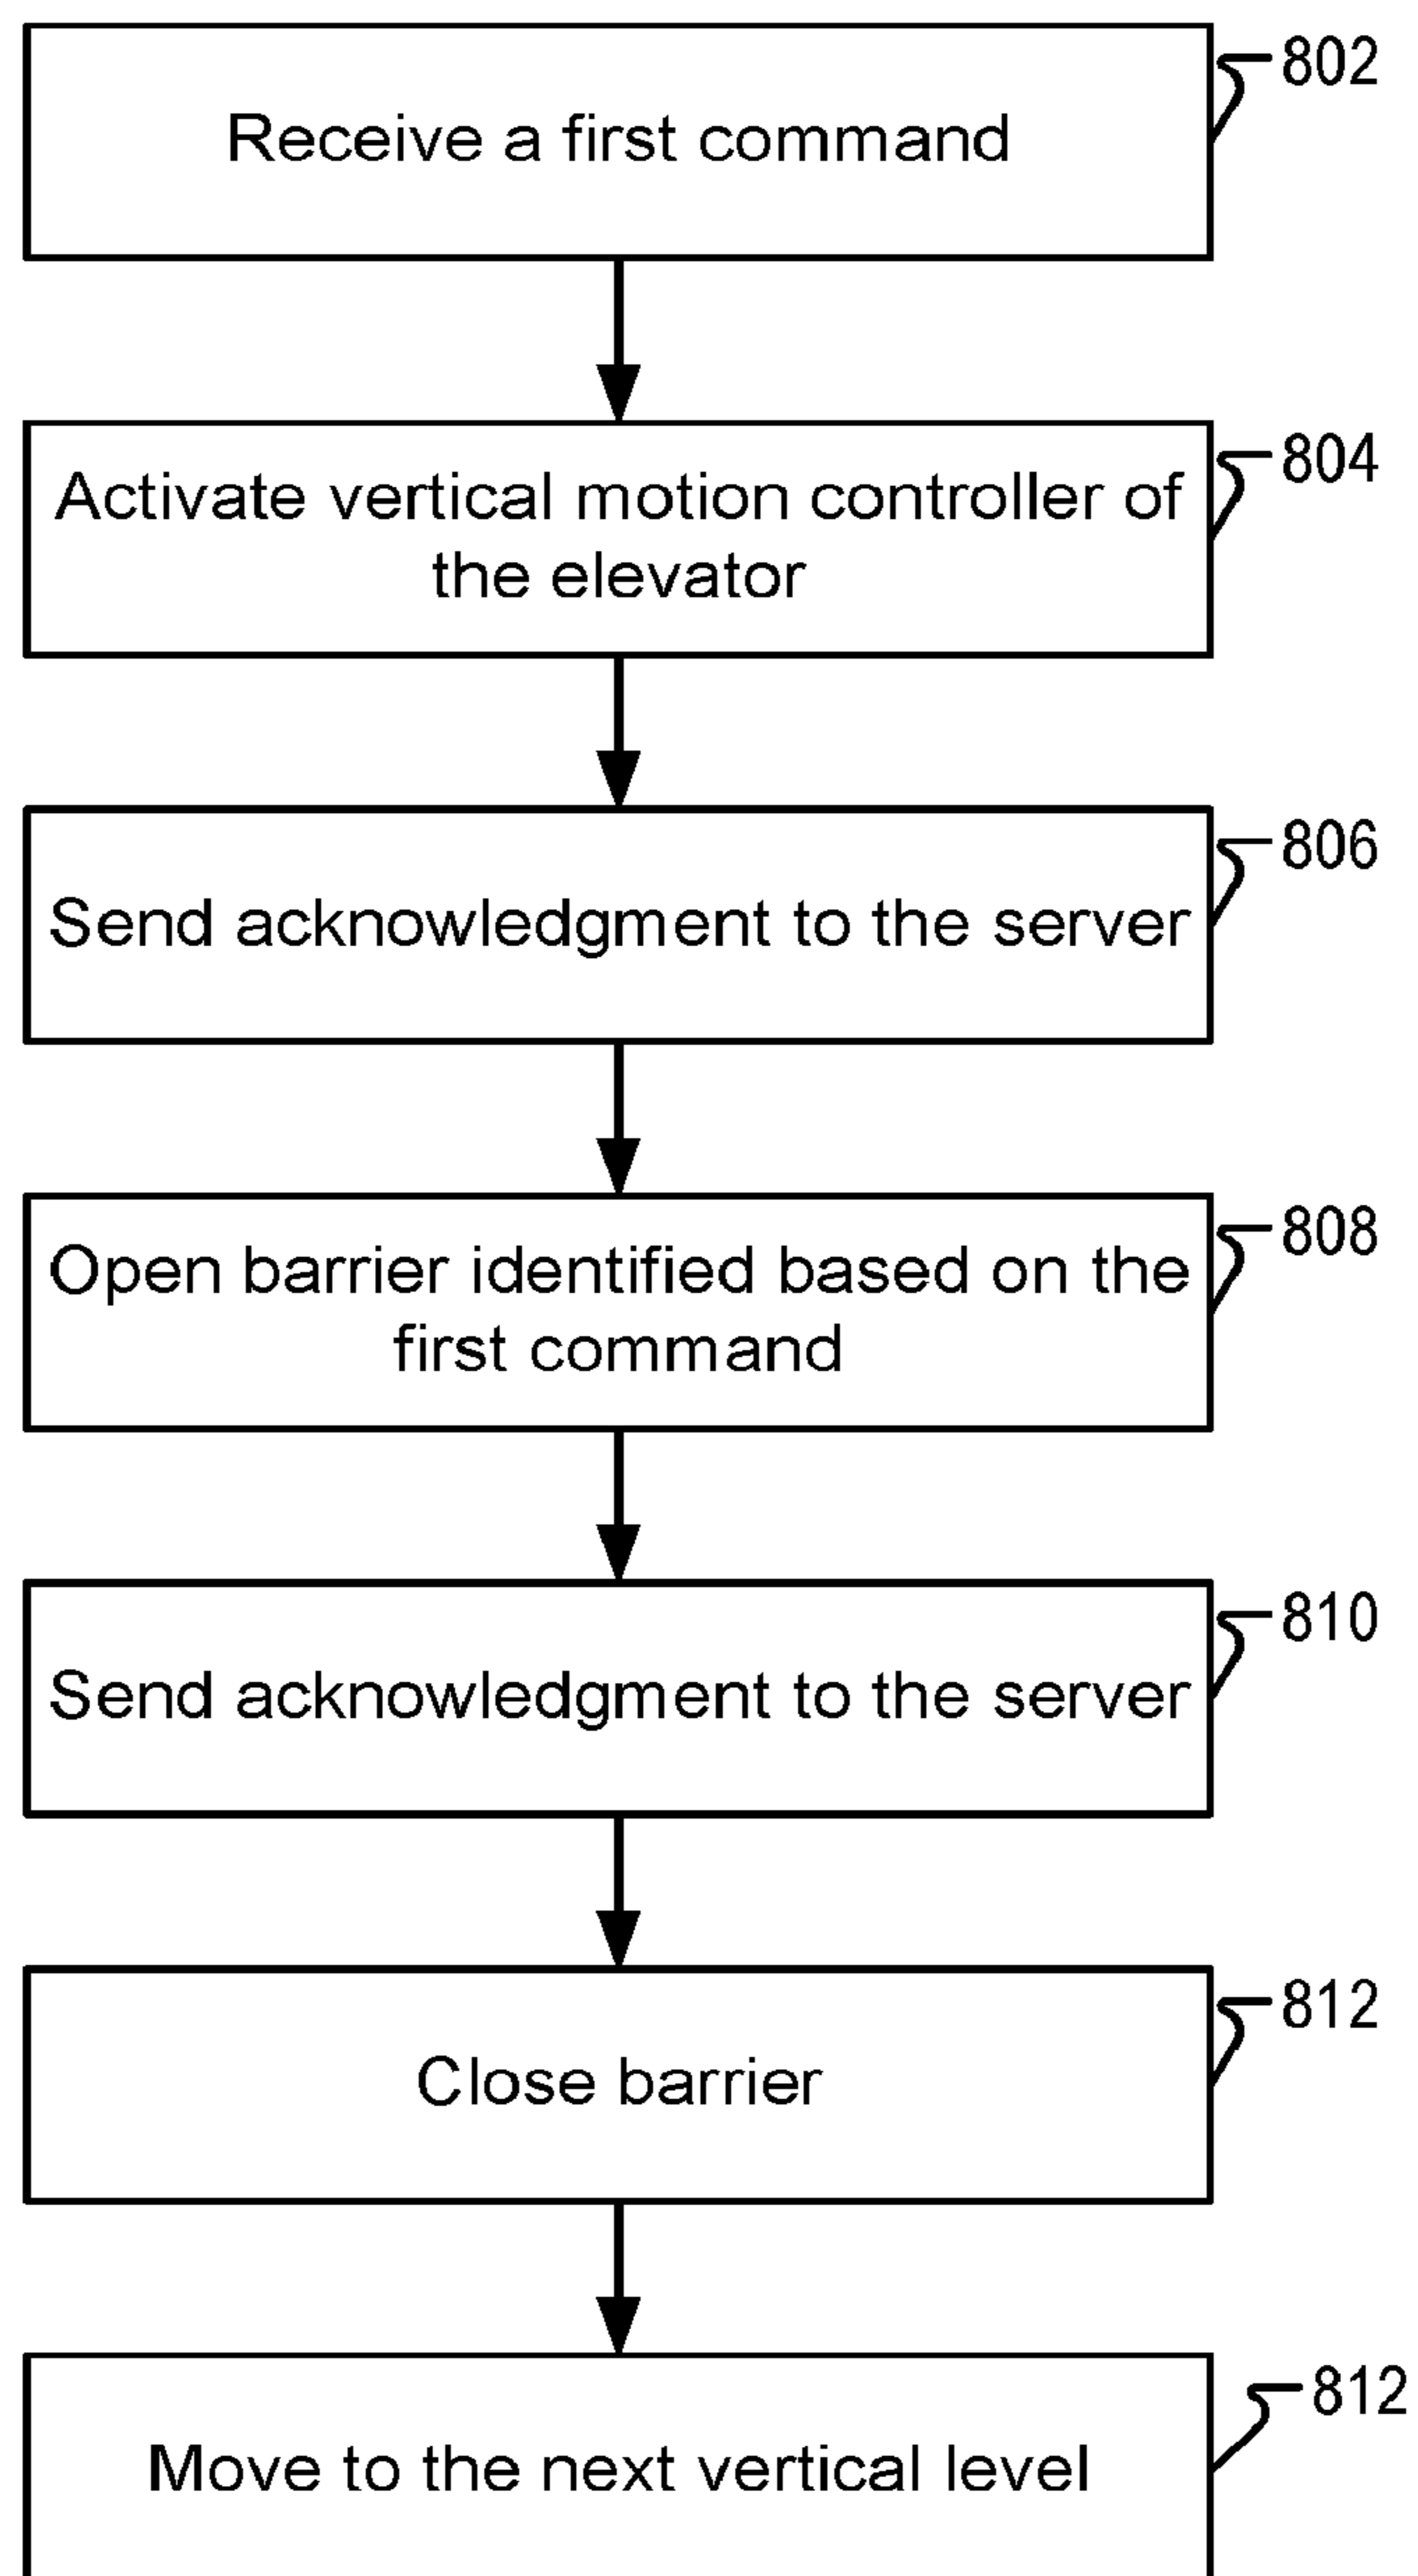 802
Receive a first command
804
Activate vertical motion controller of
the elevator
806
Send acknowledgment to the server
808
Open barrier identified based on the
first command
810
Send acknowledgment to the server
812
Close barrier
812
Move to the next vertical level